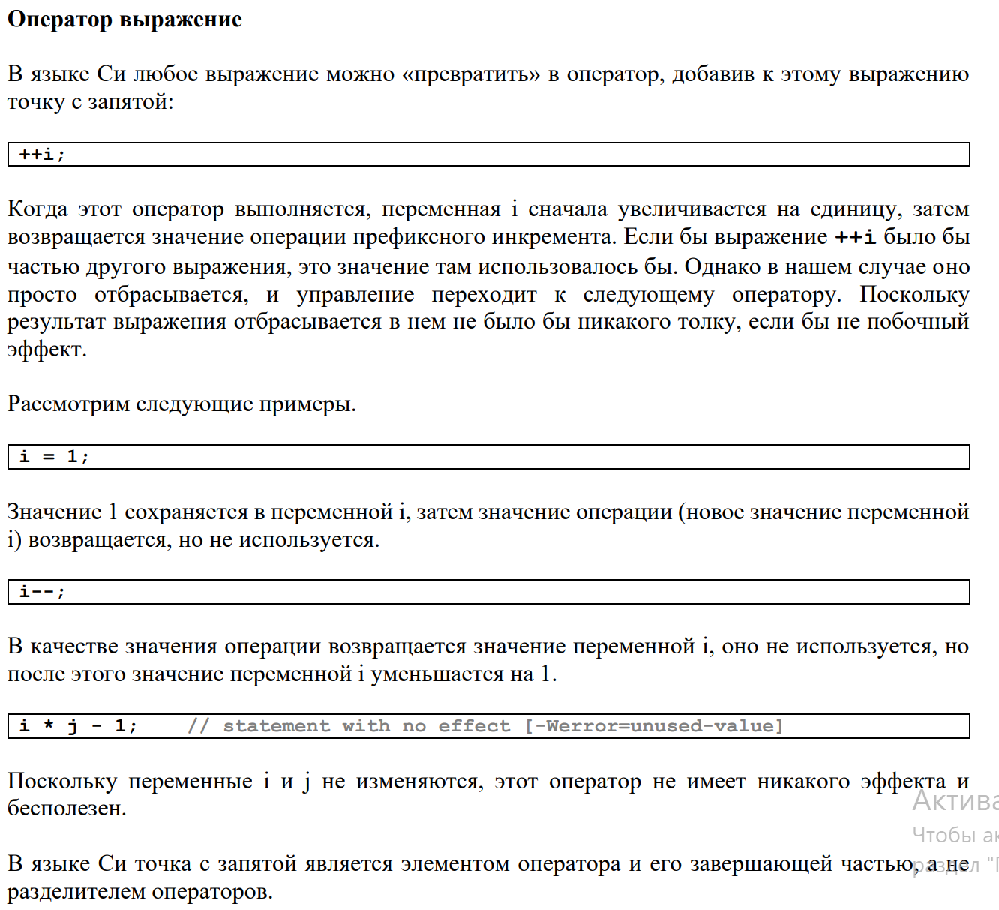 Оператор выражение
В языке Си любое выражение можно «превратить» в оператор, добавив к этому выражению
точку с запятой:
++i;
Когда этот оператор выполняется, переменная i сначала увеличивается на единицу, затем
возвращается значение операции префиксного инкремента. Если бы выражение ++i было бы
частью другого выражения, это значение там использовалось бы. Однако в нашем случае оно
просто отбрасывается, и управление переходит к следующему оператору. Поскольку
результат выражения отбрасывается в нем не было бы никакого толку, если бы не побочный
эффект.
Рассмотрим следующие примеры.
i = 1;
Значение 1 сохраняется в переменной i, затем значение операции (новое значение переменной
i) возвращается, но не используется.
i--;
В качестве значения операции возвращается значение переменной i, оно не используется, но
после этого значение переменной i уменьшается на 1.
i * j - 1;    // statement with no effect [-Werror=unused-value]
Поскольку переменные i и j не изменяются, этот оператор не имеет никакого эффекта и
бесполезен.
Актива
Чтобы ак
раздел "П
В языке Си точка с запятой является элементом оператора и его завершающей частью, а не
разделителем операторов.